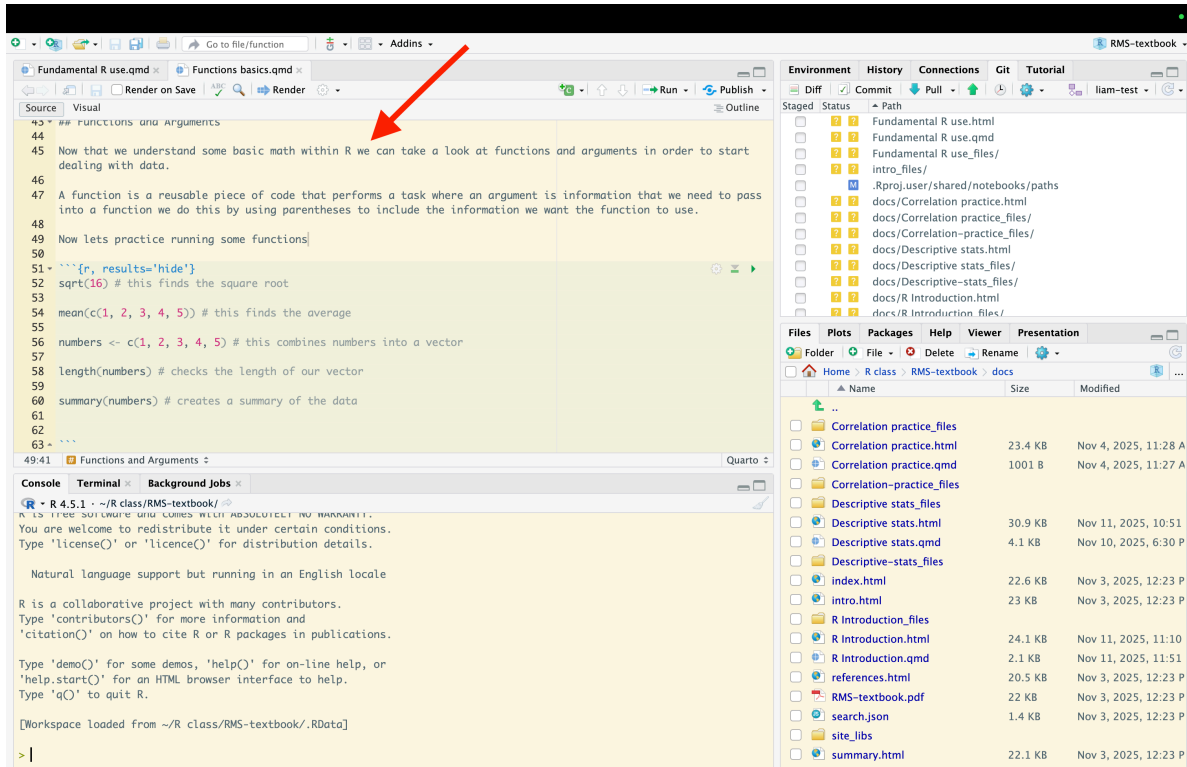 Go to file/function
Addins
RMS-textbook
Fundamental R use.qmd
Functions basics.qmd
Render on Save
ABC
Render
Run
Publish
Source
Visual
Outline
43 ## Functions and Arguments
44
45 Now that we understand some basic math within R we can take a look at functions and arguments in order to start
dealing with data.
46
47 A function is a reusable piece of code that performs a task where an argument is information that we need to pass
into a function we do this by using parentheses to include the information we want the function to use.
48
49 Now lets practice running some functions
50
51 ```{r, results='hide'}
52 sqrt(16) # this finds the square root
53
54 mean(c(1, 2, 3, 4, 5)) # this finds the average
55
56 numbers <- c(1, 2, 3, 4, 5) # this combines numbers into a vector
57
58 length(numbers) # checks the length of our vector
59
60 summary(numbers) # creates a summary of the data
61
62
63 ```
49:41 # Functions and Arguments Quarto
Console Terminal Background Jobs
R 4.5.1 · ~/R class/RMS-textbook/
R is free software and comes with ABSOLUTELY NO WARRANTY.
You are welcome to redistribute it under certain conditions.
Type 'license()' or 'licence()' for distribution details.
Natural language support but running in an English locale
R is a collaborative project with many contributors.
Type 'contributors()' for more information and
'citation()' on how to cite R or R packages in publications.
Type 'demo()' for some demos, 'help()' for on-line help, or
'help.start()' for an HTML browser interface to help.
Type 'q()' to quit R.
[Workspace loaded from ~/R class/RMS-textbook/.RData]
>
Environment History Connections Git Tutorial
Diff Commit Pull liam-test
Staged Status Path
? ? Fundamental R use.html
? ? Fundamental R use.qmd
? ? Fundamental R use_files/
? ? intro_files/
M .Rproj.user/shared/notebooks/paths
? ? docs/Correlation practice.html
? ? docs/Correlation practice_files/
? ? docs/Correlation-practice_files/
? ? docs/Descriptive stats.html
? ? docs/Descriptive stats_files/
? ? docs/Descriptive-stats_files/
? ? docs/R Introduction.html
? ? docs/R Introduction_files/
Files Plots Packages Help Viewer Presentation
Folder File Delete Rename
Home > R class > RMS-textbook > docs ...
Name Size Modified
..
Correlation practice_files
Correlation practice.html 23.4 KB Nov 4, 2025, 11:28 A
Correlation practice.qmd 1001 B Nov 4, 2025, 11:27 A
Correlation-practice_files
Descriptive stats_files
Descriptive stats.html 30.9 KB Nov 11, 2025, 10:51
Descriptive stats.qmd 4.1 KB Nov 10, 2025, 6:30 P
Descriptive-stats_files
index.html 22.6 KB Nov 3, 2025, 12:23 P
intro.html 23 KB Nov 3, 2025, 12:23 P
R Introduction_files
R Introduction.html 24.1 KB Nov 11, 2025, 11:10
R Introduction.qmd 2.1 KB Nov 11, 2025, 11:51
references.html 20.5 KB Nov 3, 2025, 12:23 P
RMS-textbook.pdf 22 KB Nov 3, 2025, 12:23 P
search.json 1.4 KB Nov 3, 2025, 12:23 P
site_libs
summary.html 22.1 KB Nov 3, 2025, 12:23 P